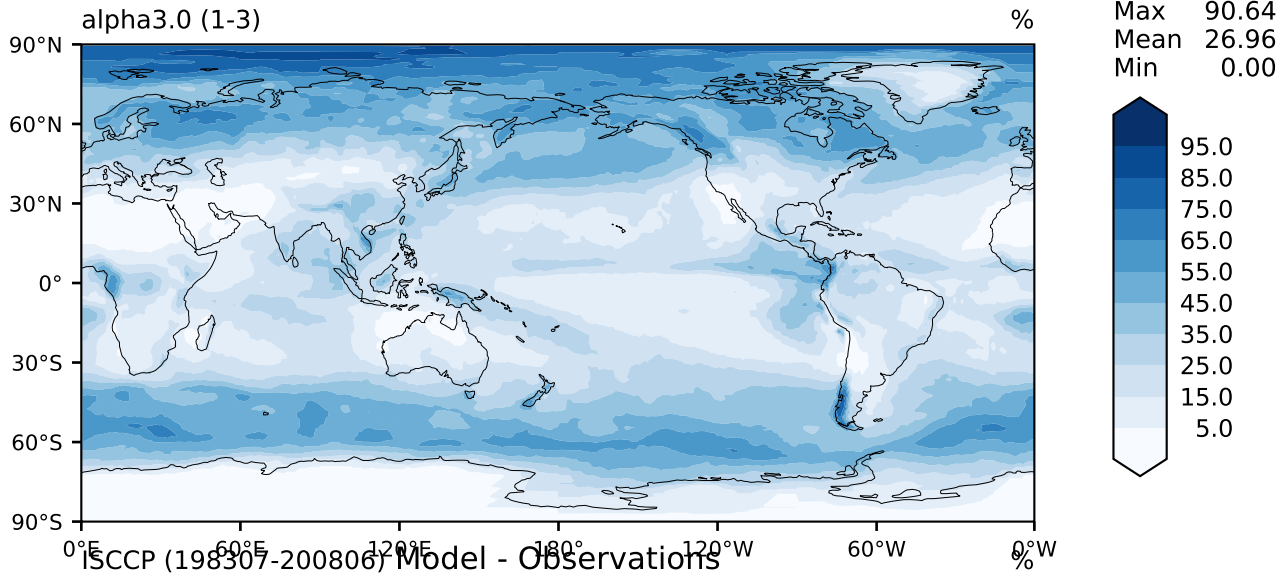 alpha3.0 (1-3) %
Max 90.64
Mean 26.96
Min 0.00
90°N
60°N
30°N
0°
30°S
60°S
90°S
95.0
85.0
75.0
65.0
55.0
45.0
35.0
25.0
15.0
5.0
0°E 60°E 120°E 180° 120°W 60°W 0°W
ISCCP (198307-200806) Model - Observations %